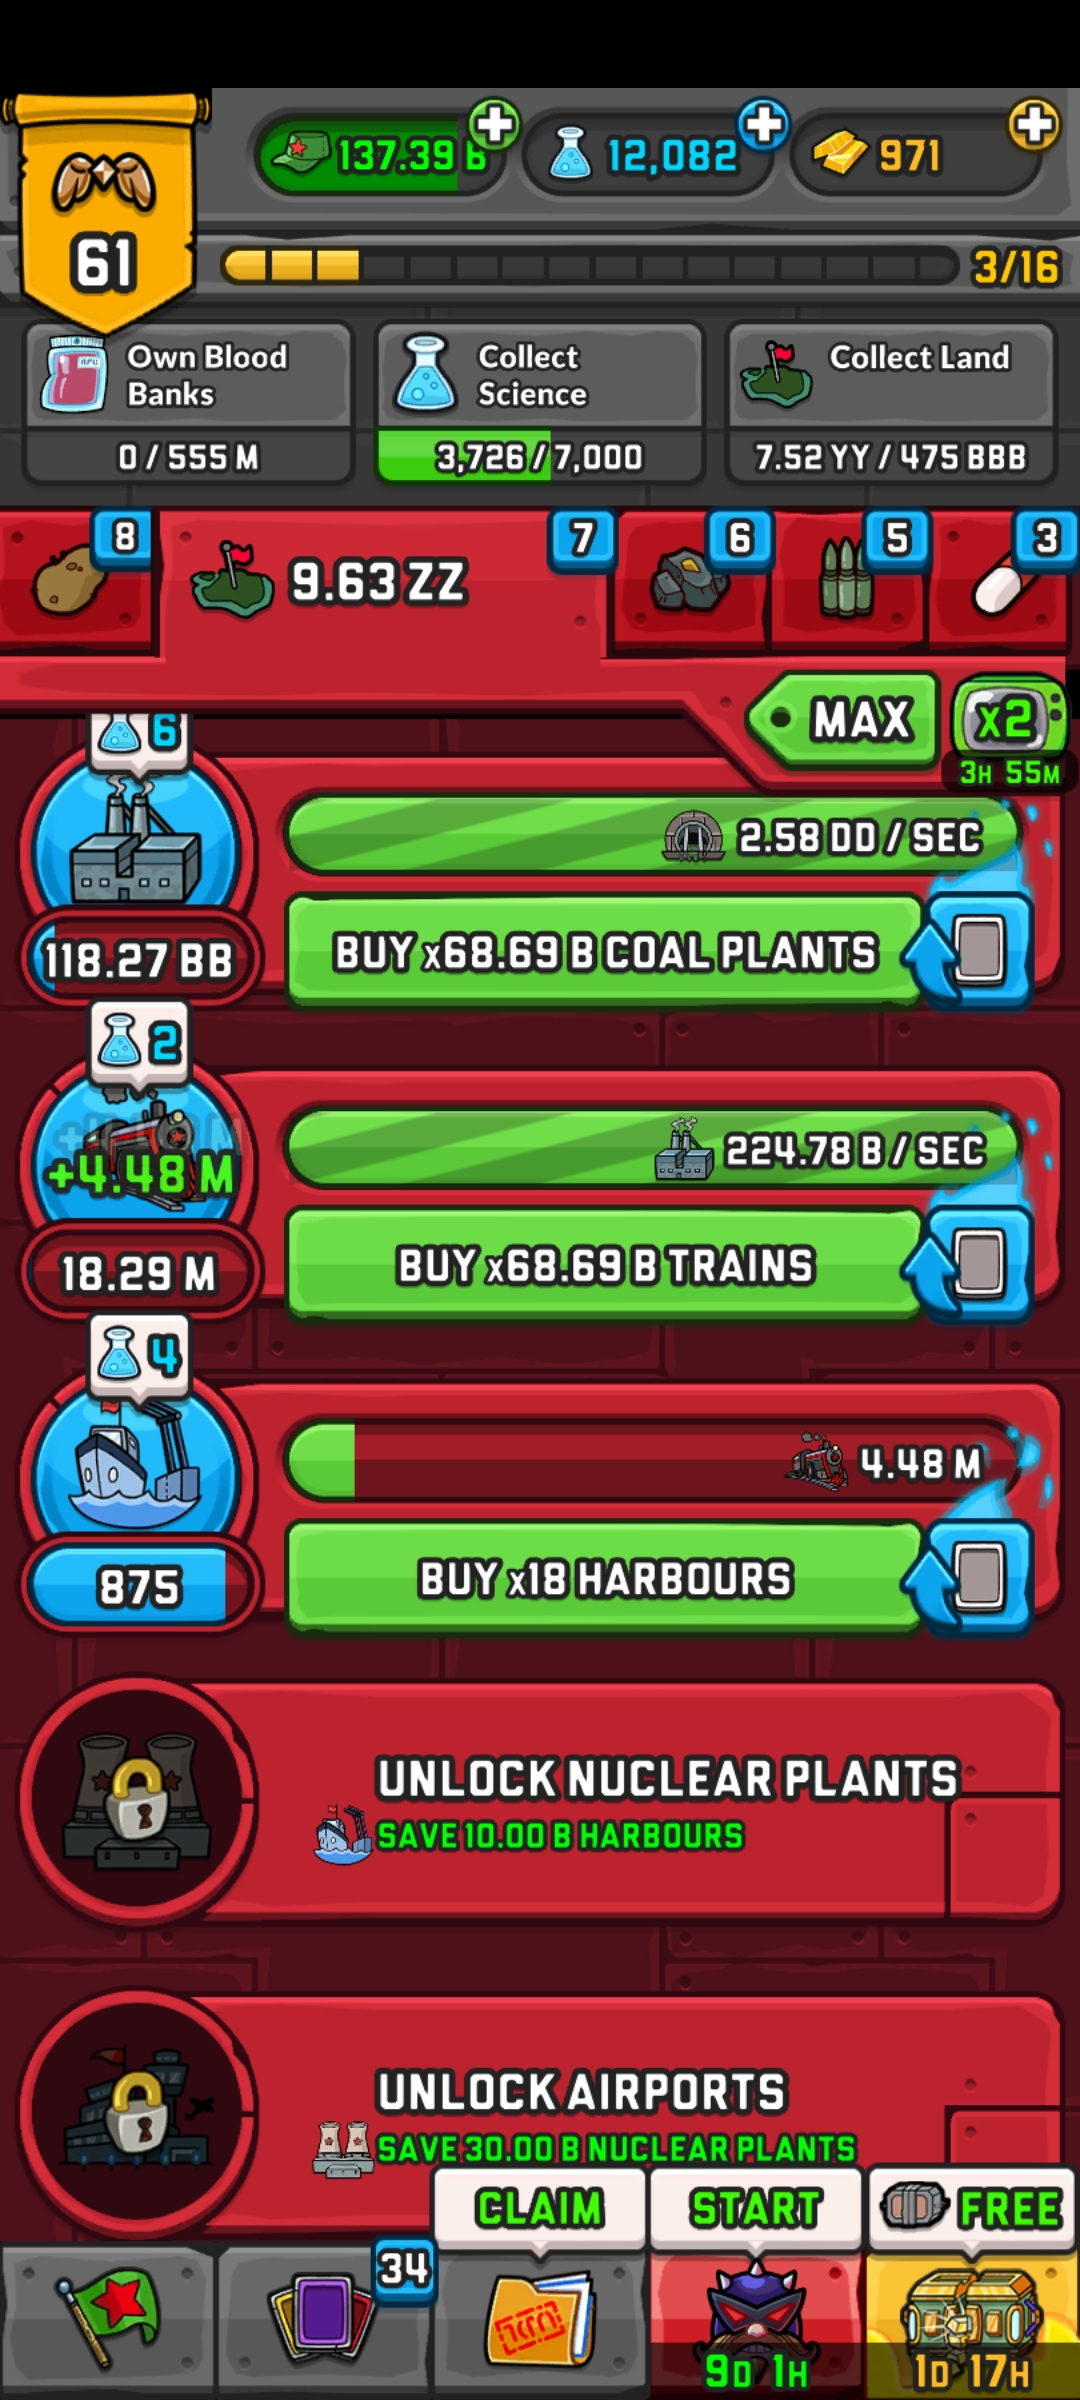 137.39 B
12,082
971
61
3/16
Own Blood
Banks
0 / 555 M
Collect
Science
3,726 / 7,000
Collect Land
7.52 YY / 475 BBB
8
9.63 ZZ
7
6
5
3
MAX
x2
3H 55M
6
2.58 DD / SEC
118.27 BB
BUY x68.69 B COAL PLANTS
2
+4.48 M
224.78 B / SEC
18.29 M
BUY x68.69 B TRAINS
4
4.48 M
875
BUY x18 HARBOURS
UNLOCK NUCLEAR PLANTS
SAVE 10.00 B HARBOURS
UNLOCK AIRPORTS
SAVE 30.00 B NUCLEAR PLANTS
CLAIM
START
FREE
34
9D 1H
1D 17H